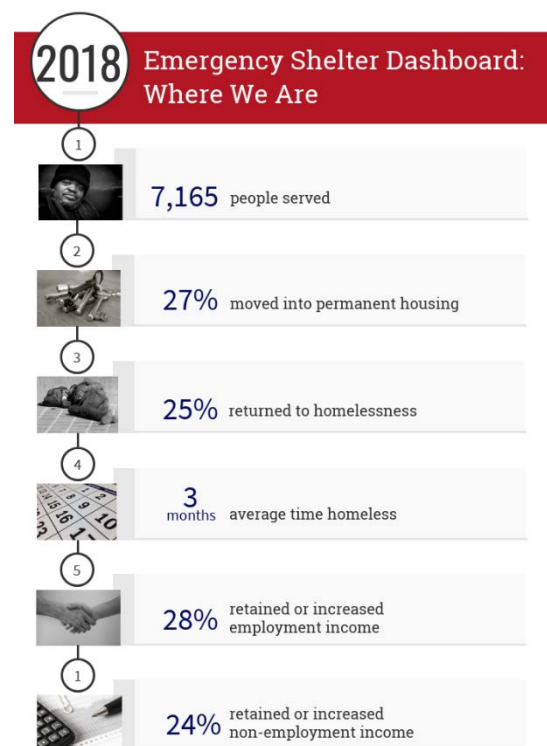 2018
Emergency Shelter Dashboard:
Where We Are
1
7,165 people served
2
27% moved into permanent housing
3
25% returned to homelessness
4
3
months average time homeless
5
28% retained or increased
employment income
1
24% retained or increased
non-employment income